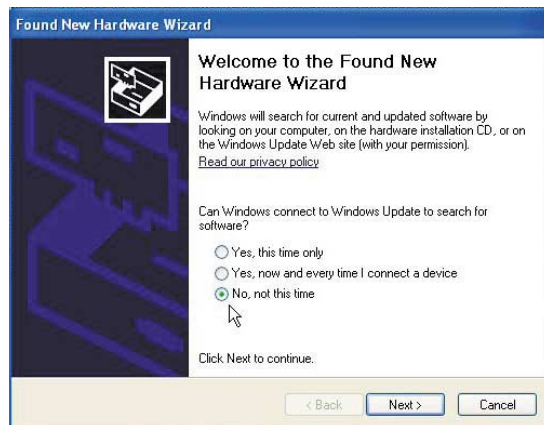 Found New Hardware Wizard
Welcome to the Found New
Hardware Wizard
Windows will search for current and updated software by
looking on your computer, on the hardware installation CD, or on
the Windows Update Web site (with your permission).
Read our privacy policy
Can Windows connect to Windows Update to search for
software?
Yes, this time only
Yes, now and every time I connect a device
No, not this time
Click Next to continue.
< Back Next > Cancel